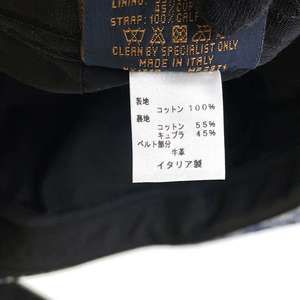 LINING:
STRAP: 100% CALF
CLEAN BY SPECIALIST ONLY
MADE IN ITALY
表地
コットン 100%
裏地
コットン 55%
キュプラ 45%
ベルト部分
牛革
イタリア製